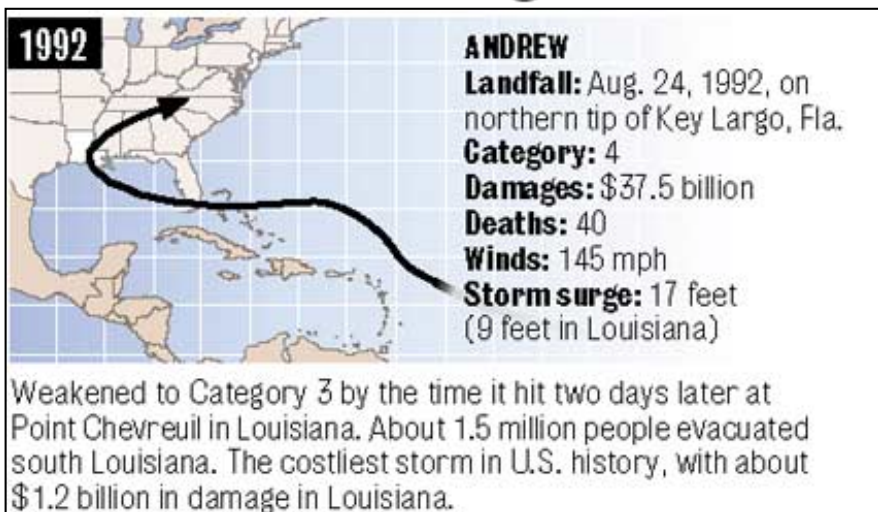 1992
ANDREW
Landfall: Aug. 24, 1992, on
northern tip of Key Largo, Fla.
Category: 4
Damages: $37.5 billion
Deaths: 40
Winds: 145 mph
Storm surge: 17 feet
(9 feet in Louisiana)
Weakened to Category 3 by the time it hit two days later at
Point Chevreuil in Louisiana. About 1.5 million people evacuated
south Louisiana. The costliest storm in U.S. history, with about
$1.2 billion in damage in Louisiana.